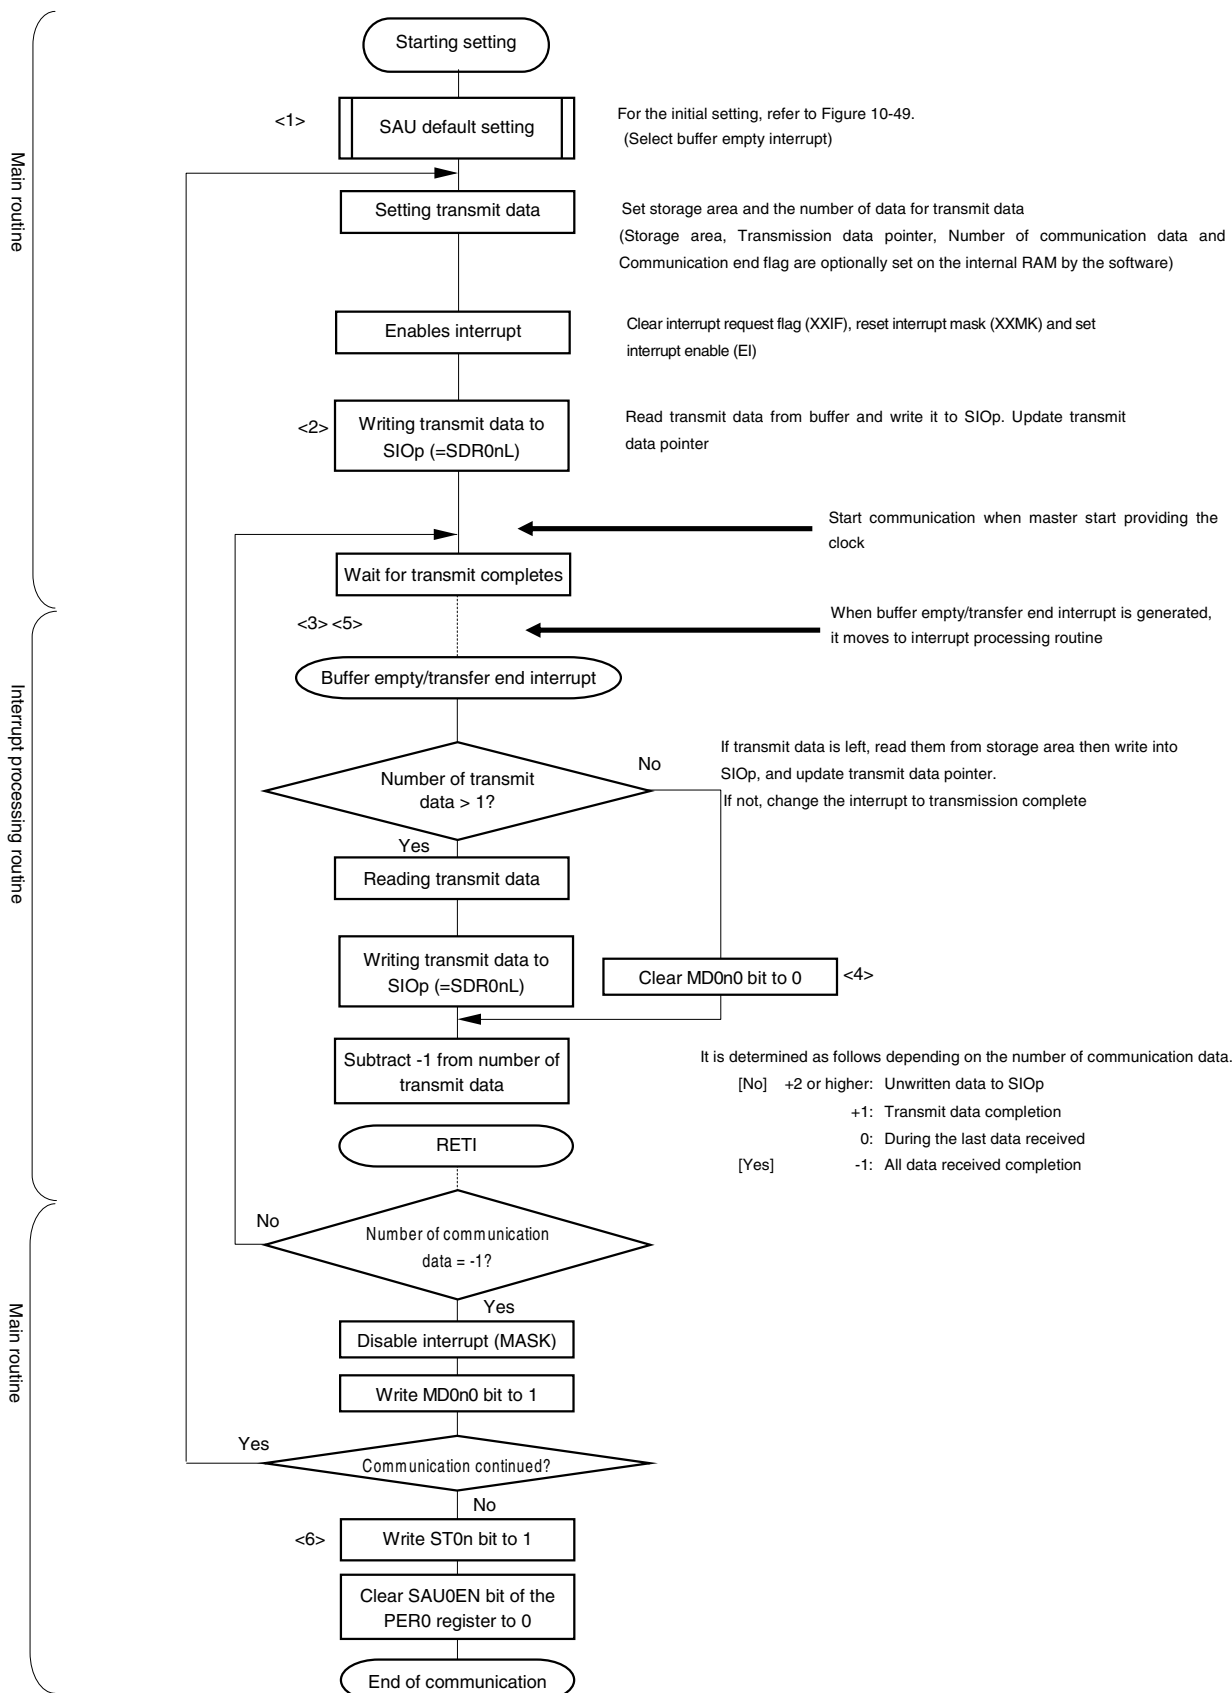 Starting setting
<1>
SAU default setting
For the initial setting, refer to Figure 10-49.
(Select buffer empty interrupt)
Main routine
Setting transmit data
Set storage area and the number of data for transmit data
(Storage area, Transmission data pointer, Number of communication data and
Communication end flag are optionally set on the internal RAM by the software)
Enables interrupt
Clear interrupt request flag (XXIF), reset interrupt mask (XXMK) and set
interrupt enable (EI)
<2>
Writing transmit data to
SIOp (=SDR0nL)
Read transmit data from buffer and write it to SIOp. Update transmit
data pointer
Start communication when master start providing the
clock
Wait for transmit completes
<3> <5>
When buffer empty/transfer end interrupt is generated,
it moves to interrupt processing routine
Buffer empty/transfer end interrupt
Interrupt processing routine
Number of transmit
data > 1?
No
If transmit data is left, read them from storage area then write into
SIOp, and update transmit data pointer.
If not, change the interrupt to transmission complete
Yes
Reading transmit data
Writing transmit data to
SIOp (=SDR0nL)
Clear MD0n0 bit to 0
<4>
Subtract -1 from number of
transmit data
It is determined as follows depending on the number of communication data.
[No] +2 or higher: Unwritten data to SIOp
+1: Transmit data completion
0: During the last data received
[Yes] -1: All data received completion
RETI
No
Number of communication
data = -1?
Yes
Main routine
Disable interrupt (MASK)
Write MD0n0 bit to 1
Yes
Communication continued?
No
<6>
Write ST0n bit to 1
Clear SAU0EN bit of the
PER0 register to 0
End of communication